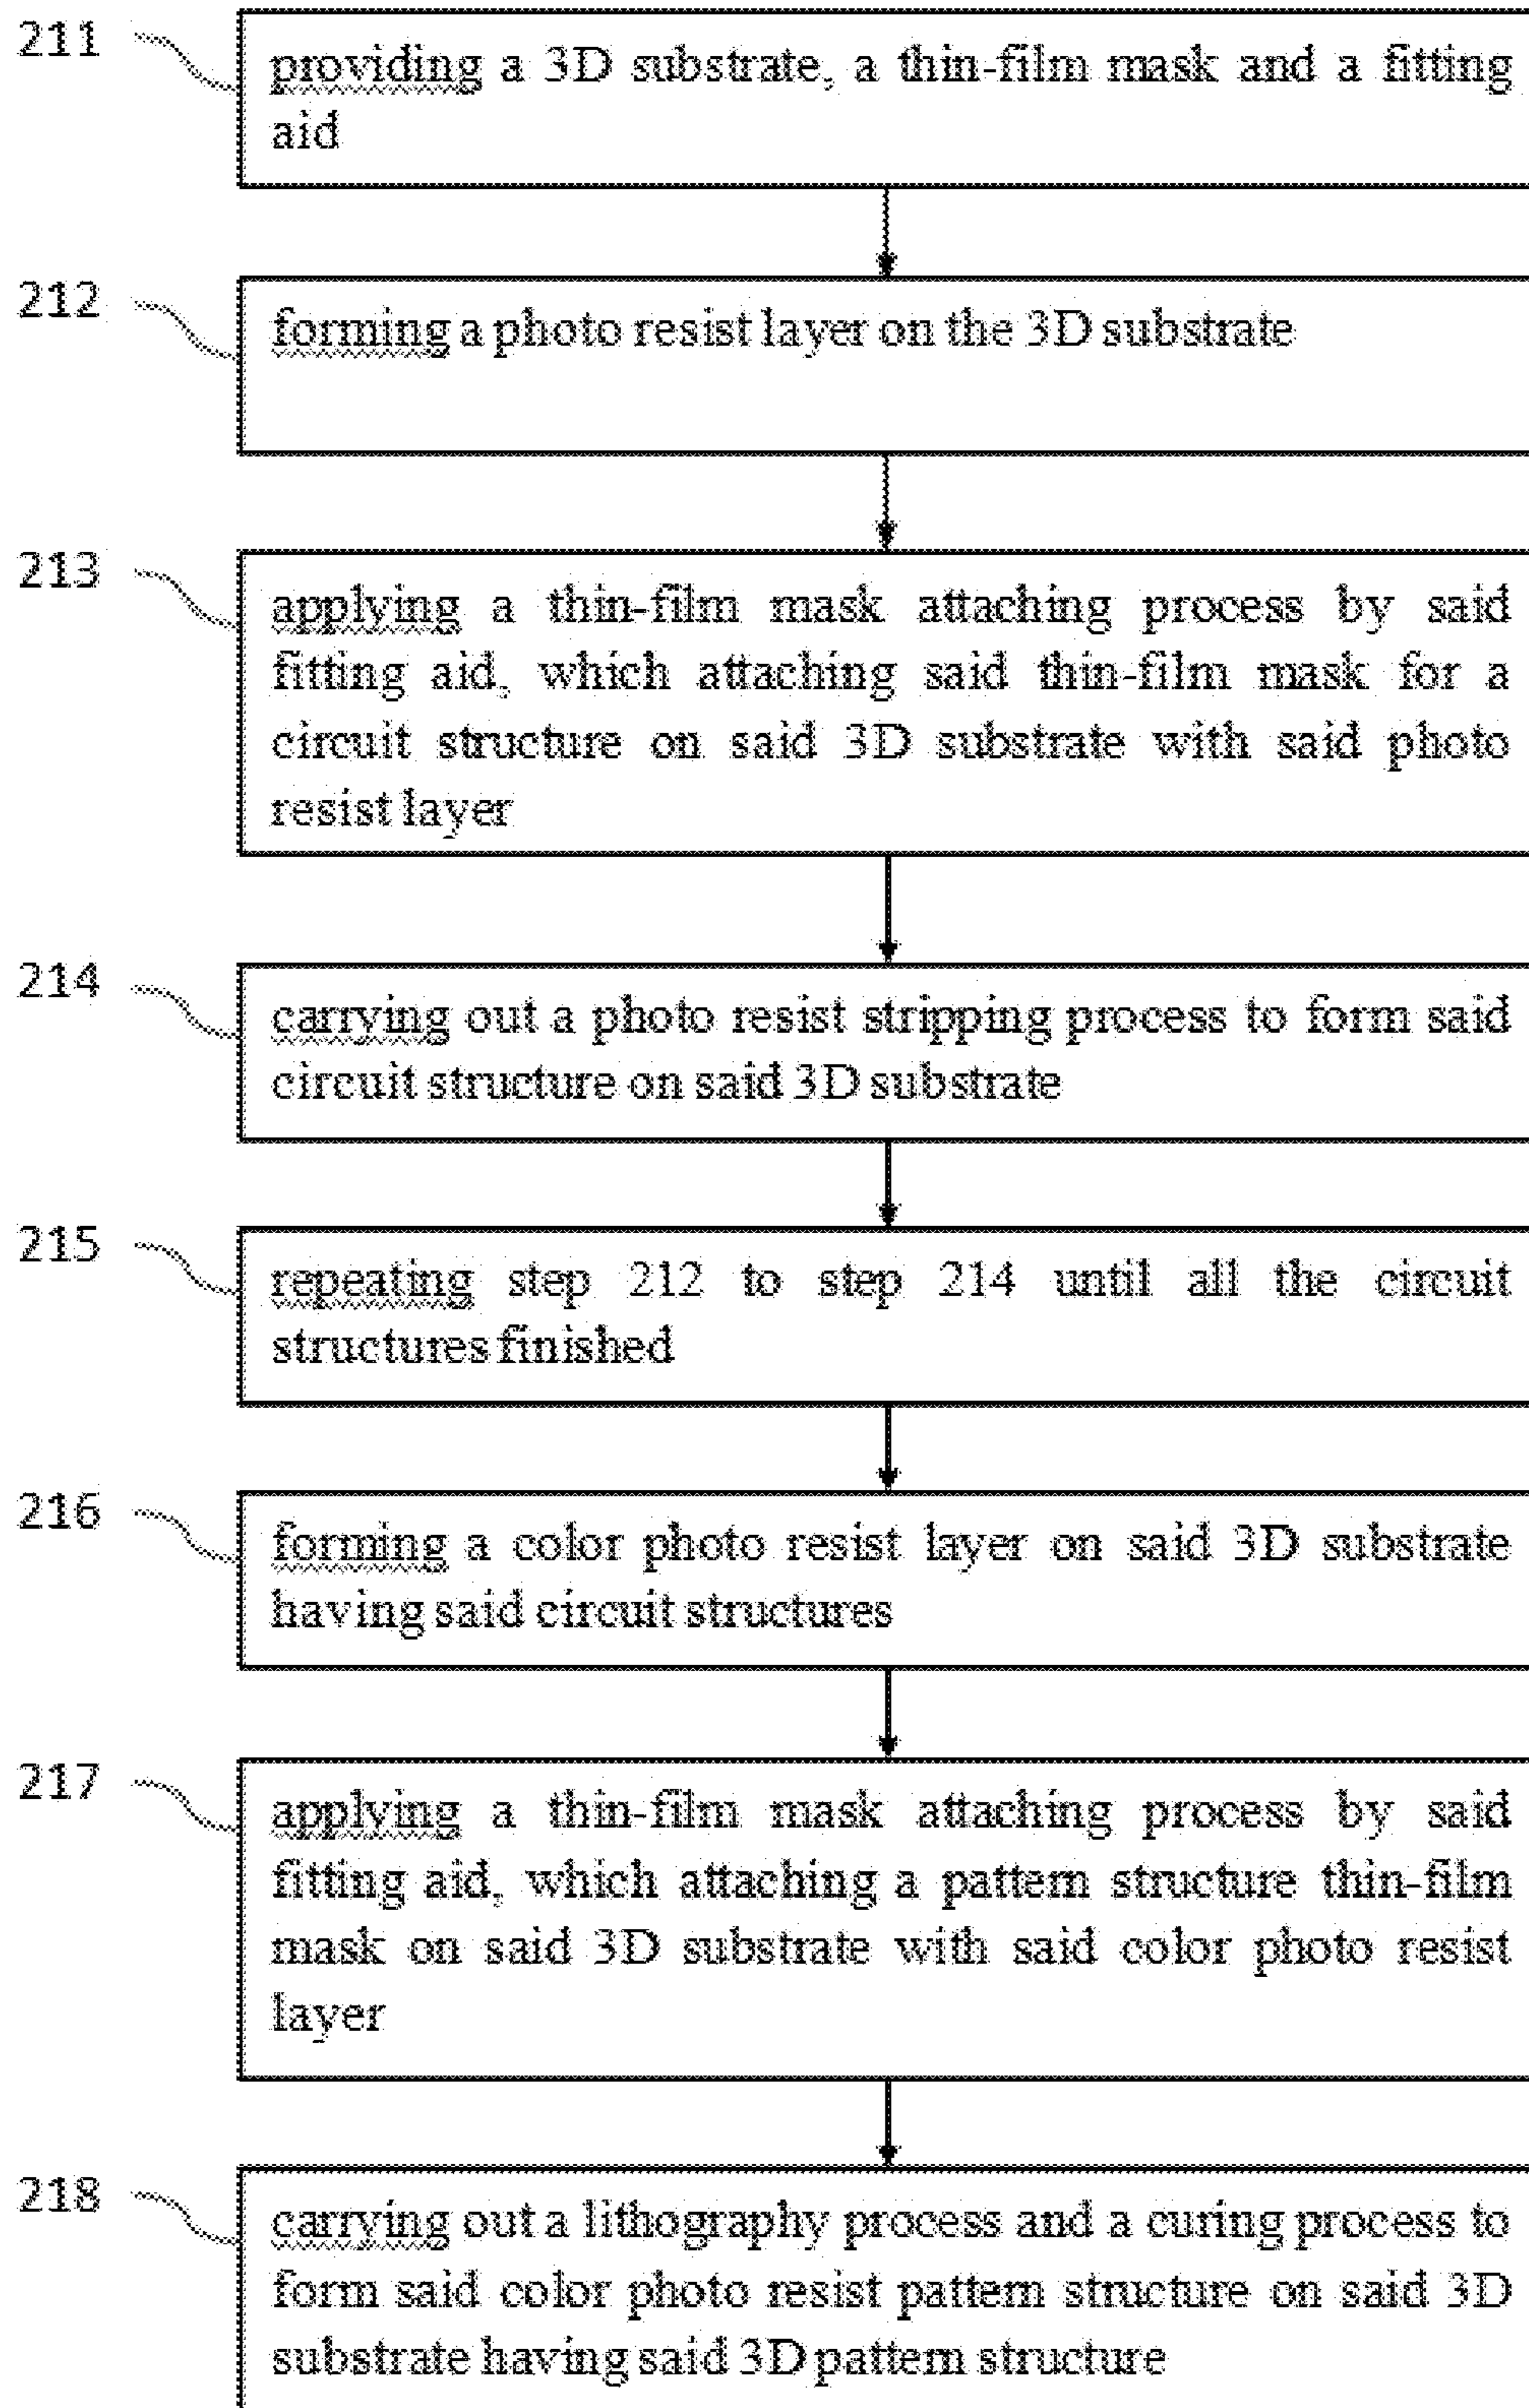 211
providing a 3D substrate, a thin-film mask and a fitting
aid
212
forming a photo resist layer on the 3D substrate
213
applying a thin-film mask attaching process by said
fitting aid, which attaching said thin-film mask for a
circuit structure on said 3D substrate with said photo
resist layer
214
carrying out a photo resist stripping process to form said
circuit structure on said 3D substrate
215
repeating step 212 to step 214 until all the circuit
structures finished
216
forming a color photo resist layer on said 3D substrate
having said circuit structures
217
applying a thin-film mask attaching process by said
fitting aid, which attaching a pattern structure thin-film
mask on said 3D substrate with said color photo resist
layer
218
carrying out a lithography process and a curing process to
form said color photo resist pattern structure on said 3D
substrate having said 3D pattern structure